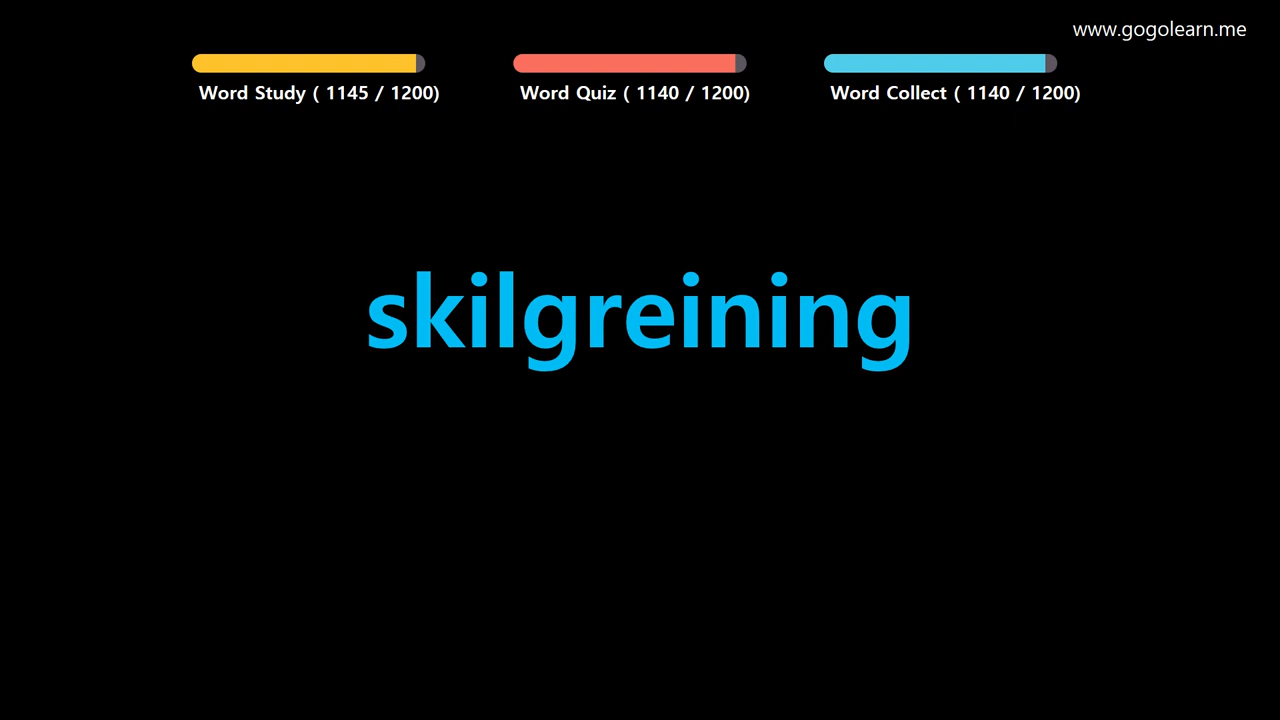 www.gogolearn.me
Word Study ( 1145 / 1200)
Word Quiz ( 1140 / 1200)
Word Collect ( 1140 / 1200)
skilgreining